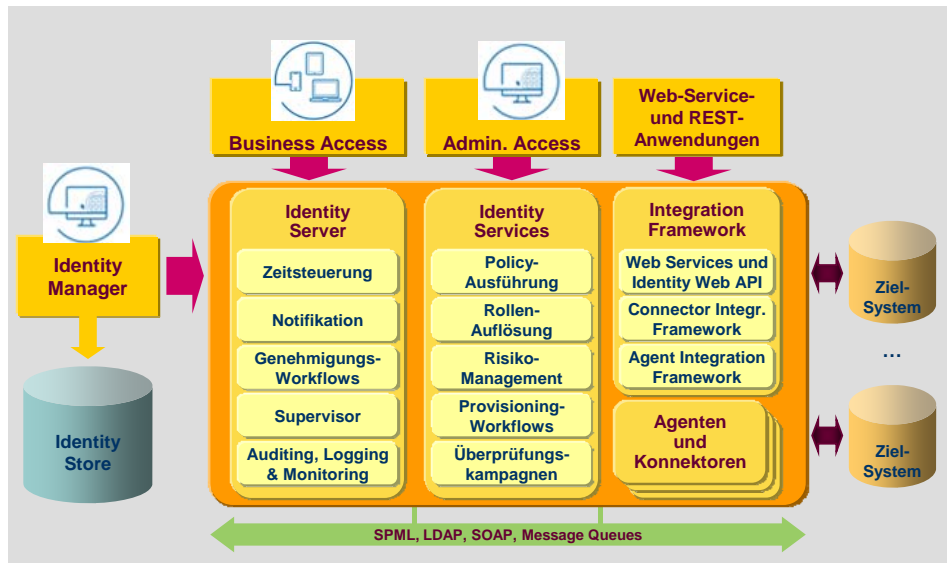 Business Access
Admin. Access
Web-Service-
und REST-
Anwendungen
Identity
Manager
Identity
Store
Identity
Server
Zeitsteuerung
Notifikation
Genehmigungs-
Workflows
Supervisor
Auditing, Logging
& Monitoring
Identity
Services
Policy-
Ausführung
Rollen-
Auflösung
Risiko-
Management
Provisioning-
Workflows
Überprüfungs-
kampagnen
Integration
Framework
Web Services und
Identity Web API
Connector Integr.
Framework
Agent Integration
Framework
Agenten
und
Konnektoren
Ziel-
System
...
Ziel-
System
SPML, LDAP, SOAP, Message Queues